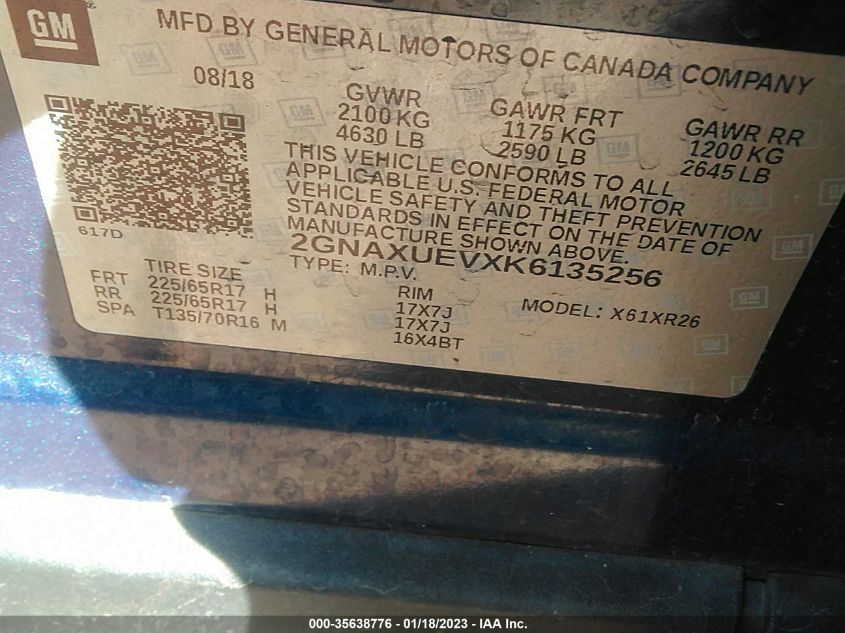 GM
MFD BY GENERAL MOTORS OF CANADA COMPANY
08/18
GVWR
2100 KG
4630 LB
GAWR FRT
1175 KG
2590 LB
GAWR RR
1200 KG
2645 LB
THIS VEHICLE CONFORMS TO ALL
APPLICABLE U.S. FEDERAL MOTOR
VEHICLE SAFETY AND THEFT PREVENTION
STANDARDS IN EFFECT ON THE DATE OF
MANUFACTURE SHOWN ABOVE.
617D
2GNAXUEVXK6135256
TYPE: M.P.V.
MODEL: X61XR26
TIRE SIZE
RIM
FRT 225/65R17 H 17X7J
RR 225/65R17 H 17X7J
SPA T135/70R16 M 16X4BT
000-35638776 - 01/18/2023 - IAA Inc.